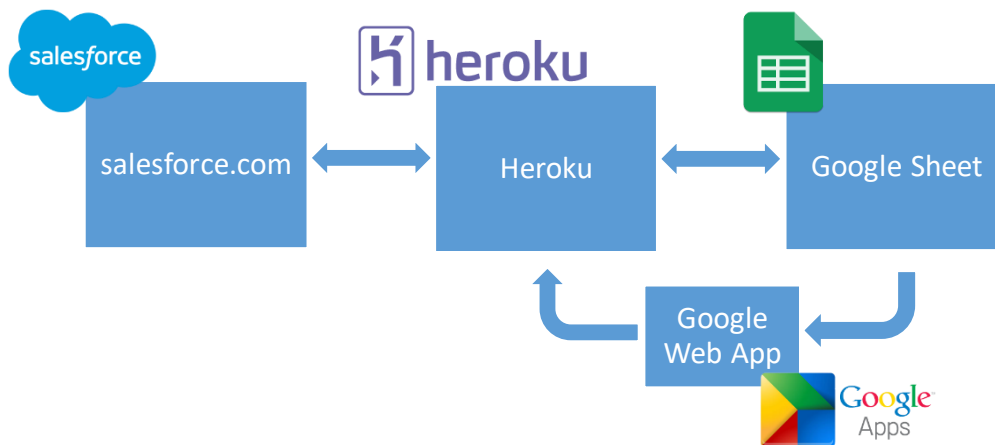 salesforce
heroku
salesforce.com
Heroku
Google Sheet
Google
Web App
Google
Apps